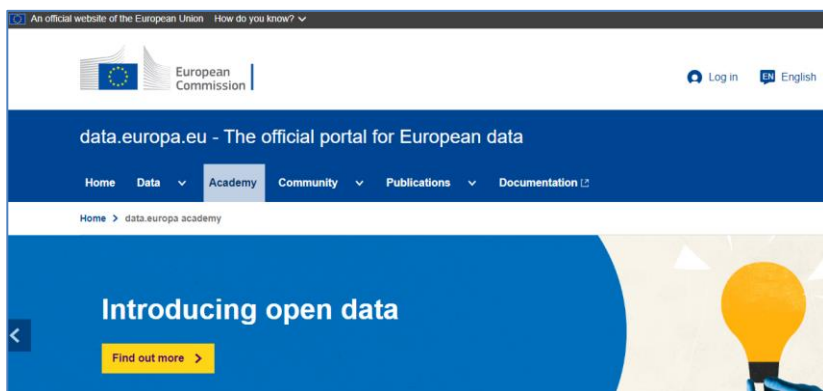 An official website of the European Union How do you know?
European
Commission
Log in EN English
data.europa.eu - The official portal for European data
Home Data Academy Community Publications Documentation
Home > data.europa academy
Introducing open data
Find out more >